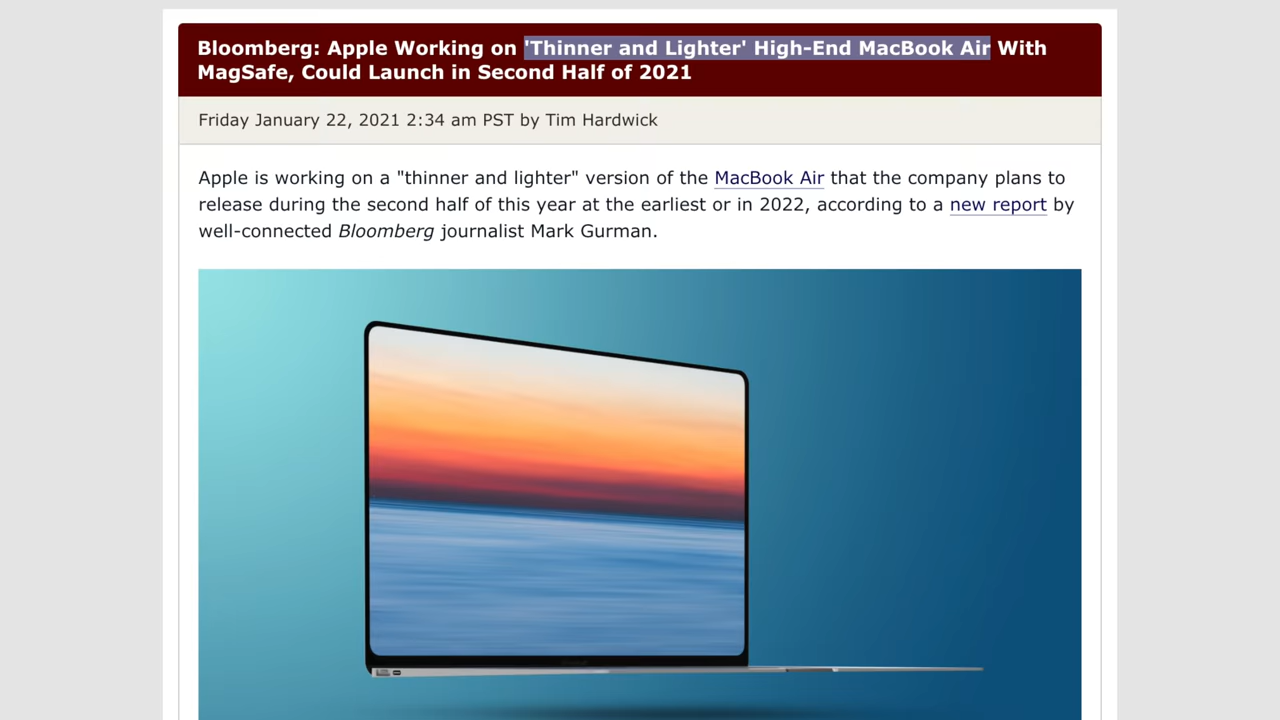 Bloomberg: Apple Working on 'Thinner and Lighter' High-End MacBook Air With
MagSafe, Could Launch in Second Half of 2021
Friday January 22, 2021 2:34 am PST by Tim Hardwick
Apple is working on a "thinner and lighter" version of the MacBook Air that the company plans to
release during the second half of this year at the earliest or in 2022, according to a new report by
well-connected Bloomberg journalist Mark Gurman.